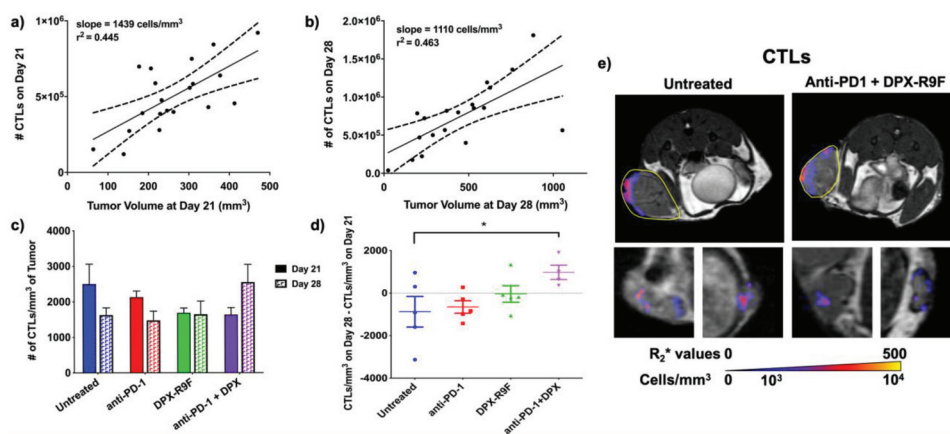 a)
slope = 1439 cells/mm³
r² = 0.445
# CTLs on Day 21
1×10⁶
5×10⁵
0
0 100 200 300 400 500
Tumor Volume at Day 21 (mm³)
b)
slope = 1110 cells/mm³
r² = 0.463
# of CTLs on Day 28
2.0×10⁶
1.5×10⁶
1.0×10⁶
5.0×10⁵
0
0 500 1000
Tumor Volume at Day 28 (mm³)
c)
# of CTLs/mm³ of Tumor
4000
3000
2000
1000
0
Day 21
Day 28
Untreated
anti-PD-1
DPX-R9F
anti-PD-1 + DPX
d)
CTLs/mm³ on Day 28 - CTLs/mm³ on Day 21
*
2000
0
-2000
-4000
Untreated
anti-PD-1
DPX-R9F
anti-PD-1+DPX
e)
CTLs
Untreated
Anti-PD1 + DPX-R9F
R₂* values 0 500
Cells/mm³ 0 10³ 10⁴